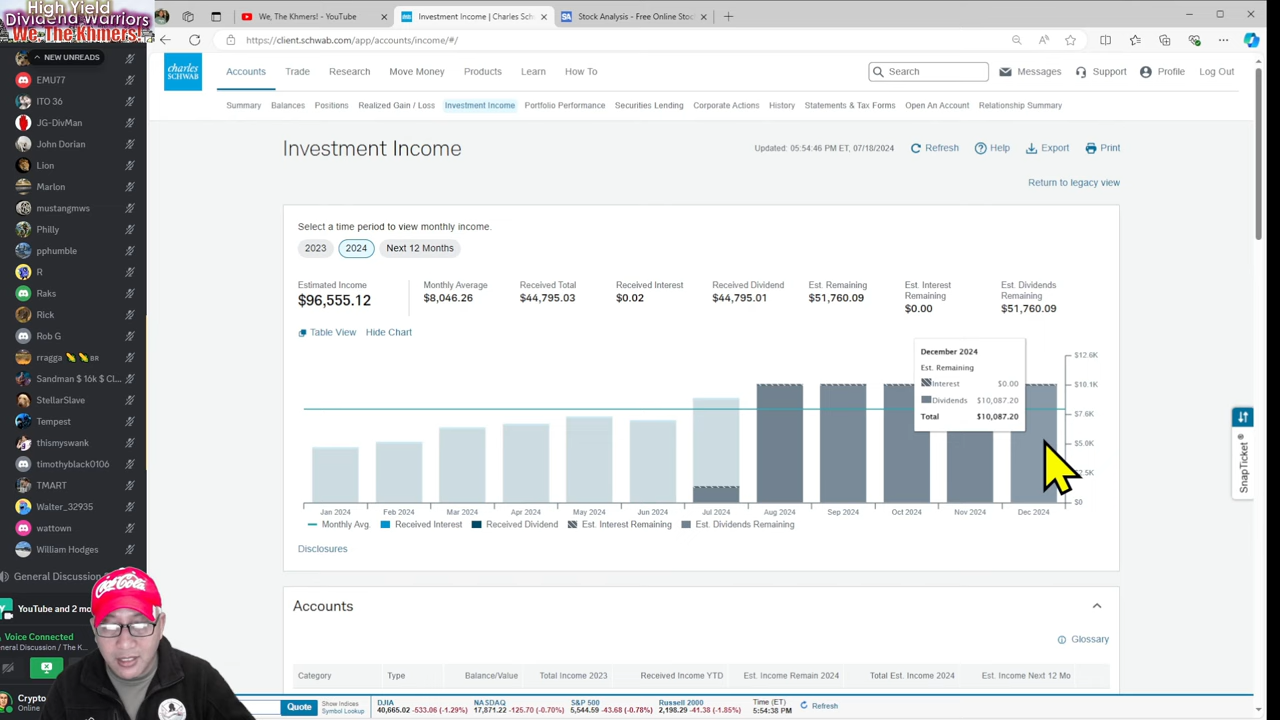 High Yield
Dividend Warriors
We The Khmers!
NEW UNREADS
EMU77
ITO 36
JG-DivMan
John Dorian
Lion
Marlon
mustangmws
Philly
pphumble
R
Raks
Rick
Rob G
rragga BR
Sandman $ 16k $ Cl...
StellarSlave
Tempest
thismyswank
timothyblack0106
TMART
Walter_32935
wattown
William Hodges
General Discussion
YouTube and 2 mo
Voice Connected
General Discussion / The K...
Crypto
Online
We, The Khmers! - YouTube
Investment Income | Charles Sch
Stock Analysis - Free Online Stoc
https://client.schwab.com/app/accounts/income/#/
charles
SCHWAB
Accounts Trade Research Move Money Products Learn How To
Search
Messages Support Profile Log Out
Summary Balances Positions Realized Gain / Loss Investment Income Portfolio Performance Securities Lending Corporate Actions History Statements & Tax Forms Open An Account Relationship Summary
Investment Income
Updated: 05:54:46 PM ET, 07/18/2024 Refresh Help Export Print
Return to legacy view
Select a time period to view monthly income.
2023 2024 Next 12 Months
Estimated Income
$96,555.12
Monthly Average
$8,046.26
Received Total
$44,795.03
Received Interest
$0.02
Received Dividend
$44,795.01
Est. Remaining
$51,760.09
Est. Interest
Remaining
$0.00
Est. Dividends
Remaining
$51,760.09
Table View Hide Chart
December 2024
Est. Remaining
Interest $0.00
Dividends $10,087.20
Total $10,087.20
$12.6K
$10.1K
$7.6K
$5.0K
2.5K
$0
Jan 2024 Feb 2024 Mar 2024 Apr 2024 May 2024 Jun 2024 Jul 2024 Aug 2024 Sep 2024 Oct 2024 Nov 2024 Dec 2024
Monthly Avg. Received Interest Received Dividend Est. Interest Remaining Est. Dividends Remaining
Disclosures
SnapTicket®
Accounts
Glossary
Category Type Balance/Value Total Income 2023 Received Income YTD Est. Income Remain 2024 Total Est. Income 2024 Est. Income Next 12 Mo
Coca-Cola
Quote
Show Indices
Symbol Lookup
DJIA
40,665.02 -533.06 (-1.29%)
NASDAQ
17,871.22 -125.70 (-0.70%)
S&P 500
5,544.59 -43.68 (-0.78%)
Russell 2000
2,198.29 -41.38 (-1.85%)
Time (ET)
5:54:38 PM
Refresh